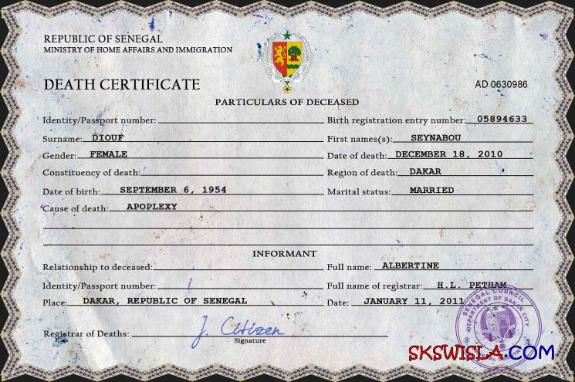 REPUBLIC OF SENEGAL
MINISTRY OF HOME AFFAIRS AND IMMIGRATION
DEATH CERTIFICATE
AD 0630986
PARTICULARS OF DECEASED
Identity/Passport number: Birth registration entry number: 05894633
Surname: DIOUF First names(s): SEYNABOU
Gender: FEMALE Date of death: DECEMBER 18, 2010
Constituency of death: Region of death: DAKAR
Date of birth: SEPTEMBER 6, 1954 Marital status: MARRIED
Cause of death: APOPLEXY
INFORMANT
Relationship to deceased: Full name: ALBERTINE
Identity/Passport number: Full name of registrar: H.L. PETHAM
Place: DAKAR, REPUBLIC OF SENEGAL Date: JANUARY 11, 2011
Registrar of Deaths: J. Citizen
Signature
SENEGAL COUNCIL
DEPARTMENT OF DAKAR CITY
SKSWISLA.COM